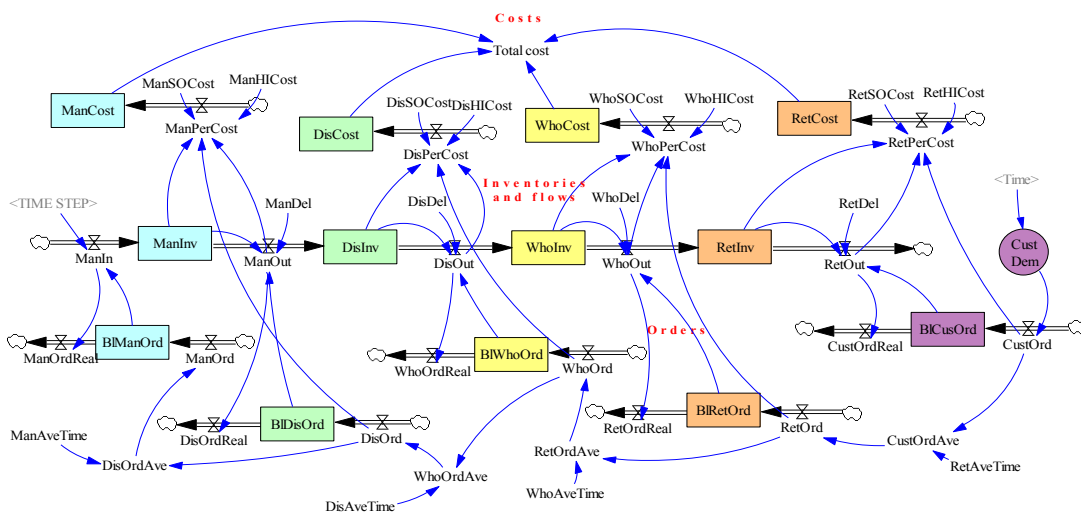 Costs
Total cost
ManSOCost
ManHICost
ManCost
ManPerCost
DisSOCost
DisHICost
DisCost
DisPerCost
WhoSOCost
WhoHICost
WhoCost
WhoPerCost
RetSOCost
RetHICost
RetCost
RetPerCost
Inventories
and flows
<TIME STEP>
ManDel
DisDel
WhoDel
RetDel
<Time>
ManIn
ManInv
ManOut
DisInv
DisOut
WhoInv
WhoOut
RetInv
RetOut
Cust
Dem
Orders
ManOrdReal
BlManOrd
ManOrd
WhoOrdReal
BlWhoOrd
WhoOrd
CustOrdReal
BlCusOrd
CustOrd
DisOrdReal
BlDisOrd
DisOrd
RetOrdReal
BlRetOrd
RetOrd
ManAveTime
DisOrdAve
WhoOrdAve
RetOrdAve
CustOrdAve
RetAveTime
DisAveTime
WhoAveTime